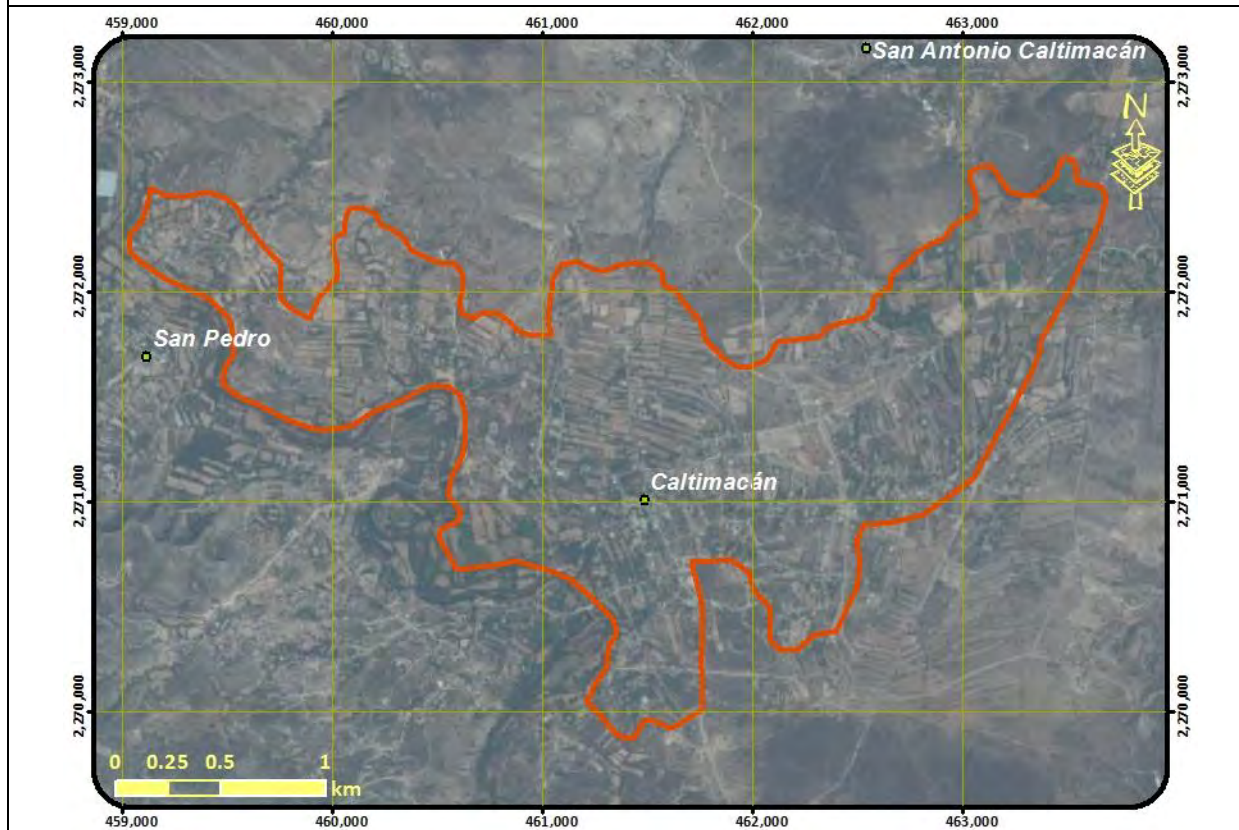 459,000 460,000 461,000 462,000 463,000
San Antonio Caltimacán
2,273,000 2,273,000
N
2,272,000 2,272,000
San Pedro
Caltimacán
2,271,000 2,271,000
2,270,000 2,270,000
0 0.25 0.5 1
km
459,000 460,000 461,000 462,000 463,000